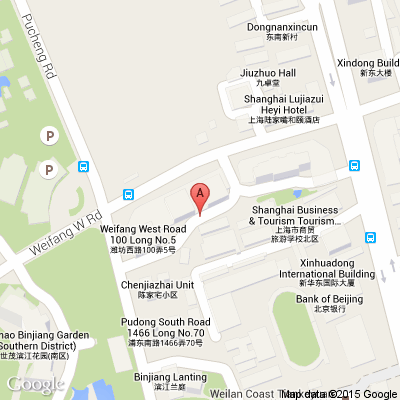 Pucheng Rd
Dongnanxincun
东南新村
Xindong Build
新东大楼
Jiuzhuo Hall
九卓堂
Shanghai Lujiazui
Heyi Hotel
上海陆家嘴和颐酒店
P
P
A
Weifang W Rd
Weifang West Road
100 Long No.5
潍坊西路100弄5号
Shanghai Business
& Tourism Tourism...
上海市商贸
旅游学校北区
Xinhuadong
International Building
新华东国际大厦
Chenjiazhai Unit
陈家宅小区
Bank of Beijing
北京银行
Pudong South Road
1466 Long No.70
浦东南路1466弄70号
hao Binjiang Garden
(Southern District)
世茂滨江花园(南区)
Binjiang Lanting
滨江兰庭
Weilan Coast
Google
Map data ©2015 Google